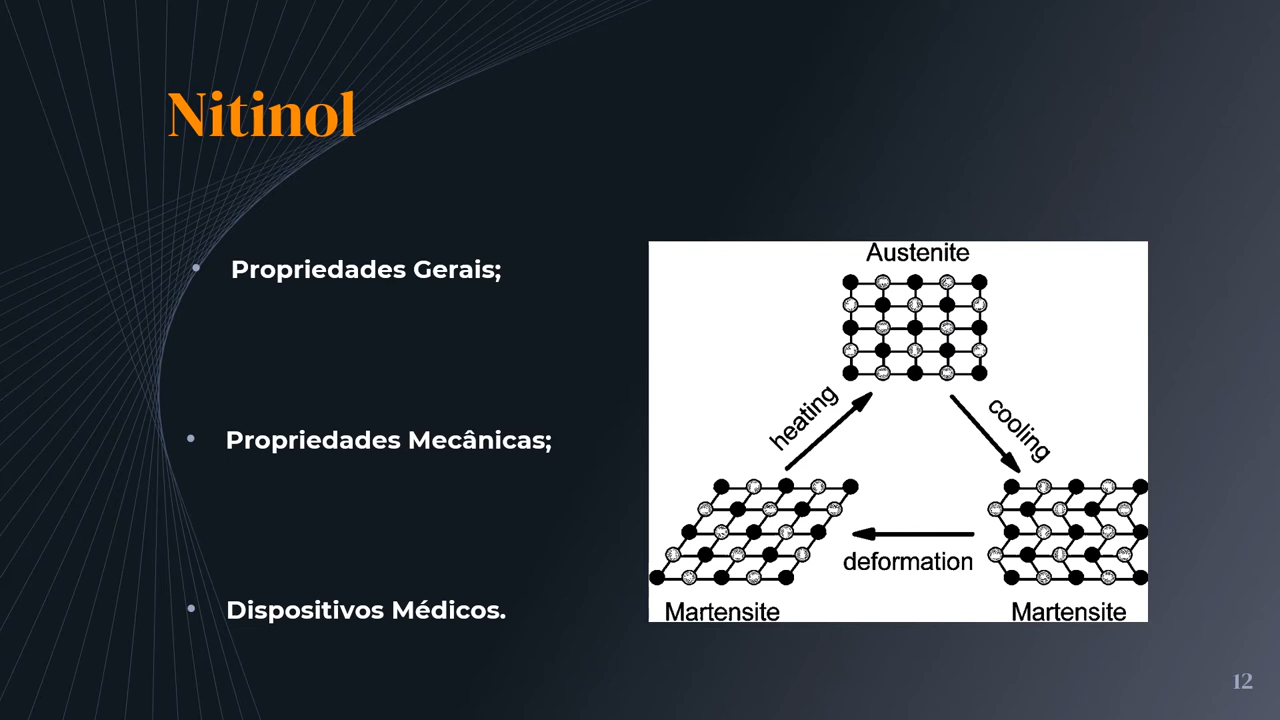 Nitinol
Propriedades Gerais;
Propriedades Mecânicas;
Dispositivos Médicos.
Austenite
heating
cooling
deformation
Martensite
Martensite
12